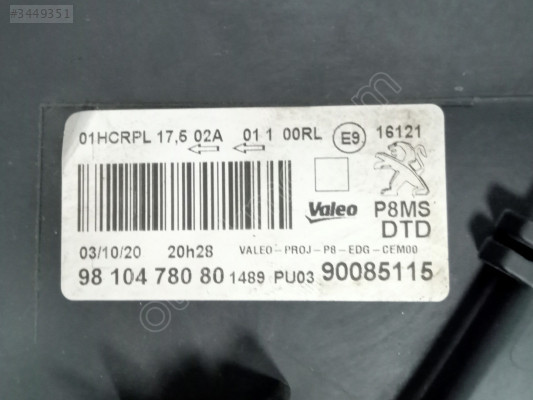 #3449351
01HCRPL 17,5 02A 01 1 00RL E9 16121
Valeo P8MS
DTD
03/10/20 20h28 VALEO-PROJ-P8-EDG-CEM00
98 104 780 80 1489 PU03 90085115